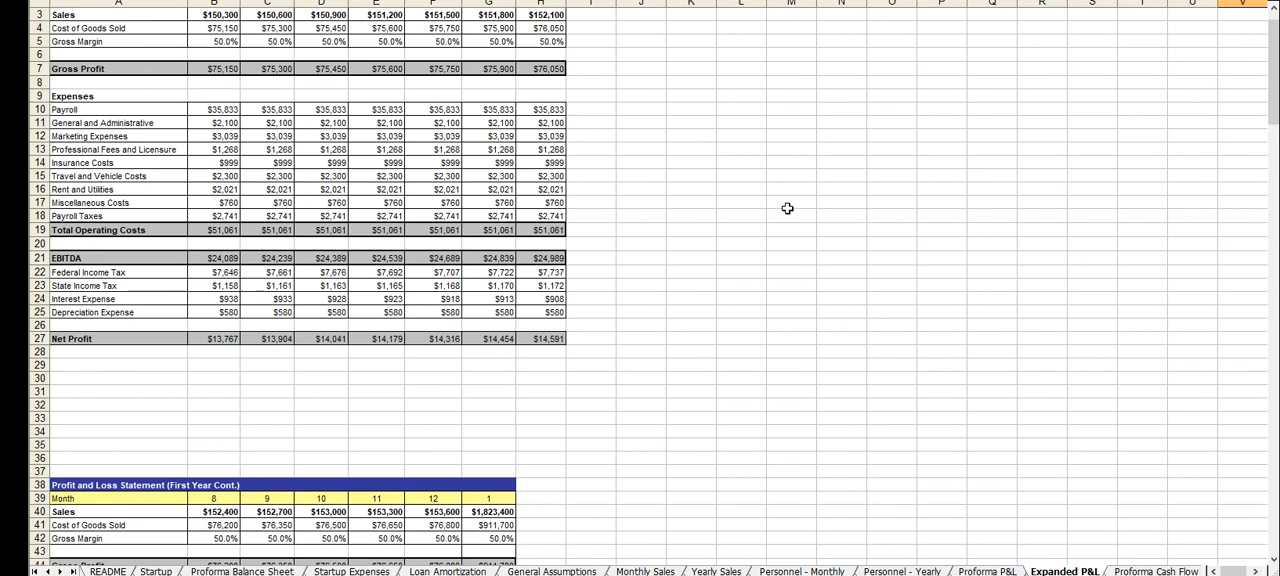 A B C D E F G H I J K L M N O P Q R S T U V
3 Sales $150,300 $150,600 $150,900 $151,200 $151,500 $151,800 $152,100
4 Cost of Goods Sold $75,150 $75,300 $75,450 $75,600 $75,750 $75,900 $76,050
5 Gross Margin 50.0% 50.0% 50.0% 50.0% 50.0% 50.0% 50.0%
6
7 Gross Profit $75,150 $75,300 $75,450 $75,600 $75,750 $75,900 $76,050
8
9 Expenses
10 Payroll $35,833 $35,833 $35,833 $35,833 $35,833 $35,833 $35,833
11 General and Administrative $2,100 $2,100 $2,100 $2,100 $2,100 $2,100 $2,100
12 Marketing Expenses $3,039 $3,039 $3,039 $3,039 $3,039 $3,039 $3,039
13 Professional Fees and Licensure $1,268 $1,268 $1,268 $1,268 $1,268 $1,268 $1,268
14 Insurance Costs $999 $999 $999 $999 $999 $999 $999
15 Travel and Vehicle Costs $2,300 $2,300 $2,300 $2,300 $2,300 $2,300 $2,300
16 Rent and Utilities $2,021 $2,021 $2,021 $2,021 $2,021 $2,021 $2,021
17 Miscellaneous Costs $760 $760 $760 $760 $760 $760 $760
18 Payroll Taxes $2,741 $2,741 $2,741 $2,741 $2,741 $2,741 $2,741
19 Total Operating Costs $51,061 $51,061 $51,061 $51,061 $51,061 $51,061 $51,061
20
21 EBITDA $24,089 $24,239 $24,389 $24,539 $24,689 $24,839 $24,989
22 Federal Income Tax $7,646 $7,661 $7,676 $7,692 $7,707 $7,722 $7,737
23 State Income Tax $1,158 $1,161 $1,163 $1,165 $1,168 $1,170 $1,172
24 Interest Expense $938 $933 $928 $923 $918 $913 $908
25 Depreciation Expense $580 $580 $580 $580 $580 $580 $580
26
27 Net Profit $13,767 $13,904 $14,041 $14,179 $14,316 $14,454 $14,591
28
29
30
31
32
33
34
35
36
37
38 Profit and Loss Statement (First Year Cont.)
39 Month 8 9 10 11 12 1
40 Sales $152,400 $152,700 $153,000 $153,300 $153,600 $1,823,400
41 Cost of Goods Sold $76,200 $76,350 $76,500 $76,650 $76,800 $911,700
42 Gross Margin 50.0% 50.0% 50.0% 50.0% 50.0% 50.0%
43
44 Gross Profit $76,200 $76,350 $76,500 $76,650 $76,800 $911,700
README Startup Proforma Balance Sheet Startup Expenses Loan Amortization General Assumptions Monthly Sales Yearly Sales Personnel - Monthly Personnel - Yearly Proforma P&L Expanded P&L Proforma Cash Flow